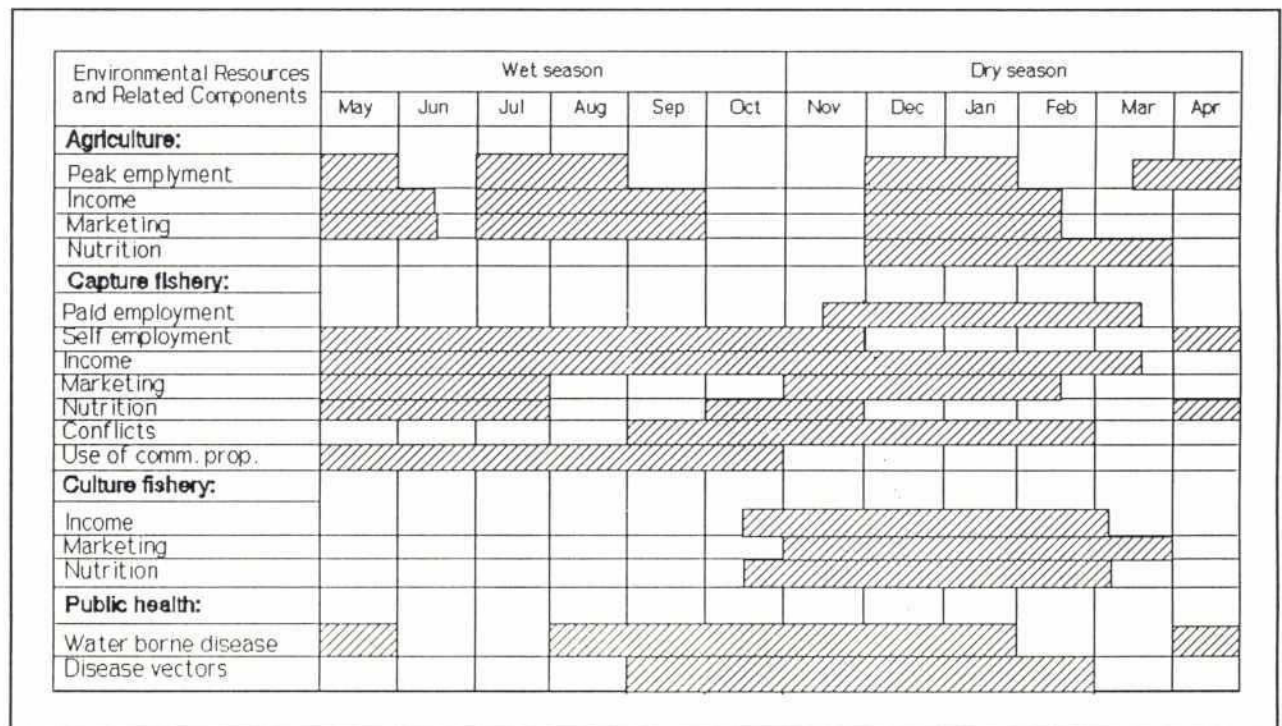 Environmental Resources
and Related Components
Wet season
Dry season
May Jun Jul Aug Sep Oct Nov Dec Jan Feb Mar Apr
Agriculture:
Peak emplyment
Income
Marketing
Nutrition
Capture fishery:
Paid employment
Self employment
Income
Marketing
Nutrition
Conflicts
Use of comm. prop.
Culture fishery:
Income
Marketing
Nutrition
Public health:
Water borne disease
Disease vectors